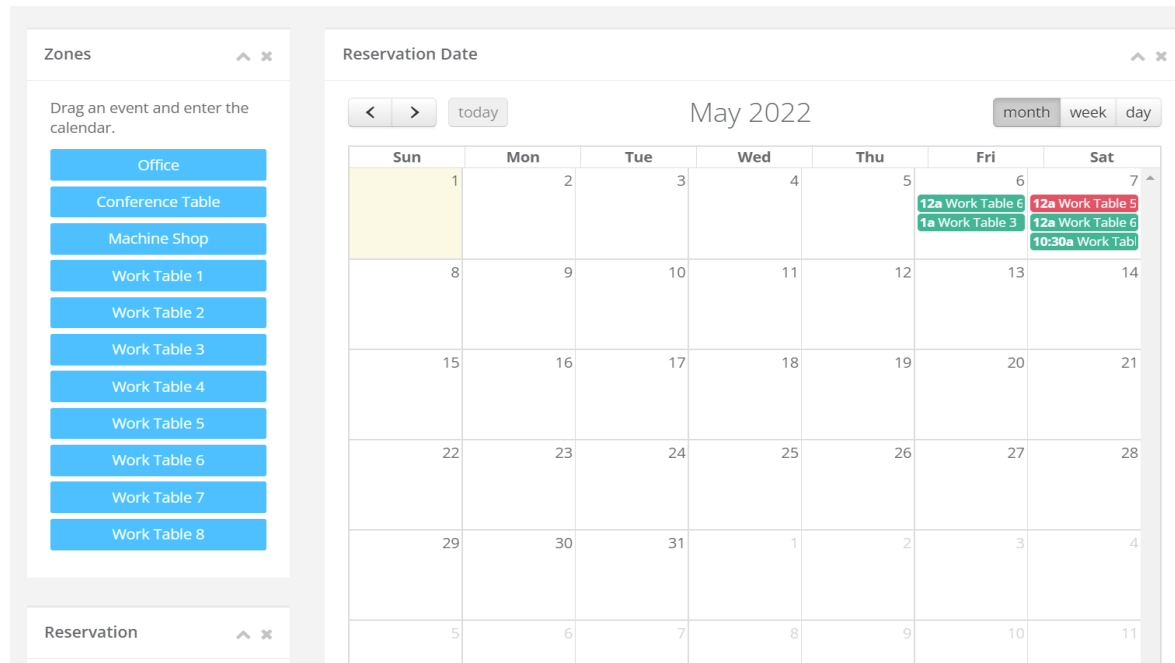 Zones
Drag an event and enter the
calendar.
Office
Conference Table
Machine Shop
Work Table 1
Work Table 2
Work Table 3
Work Table 4
Work Table 5
Work Table 6
Work Table 7
Work Table 8
Reservation
Reservation Date
today
May 2022
month week day
Sun Mon Tue Wed Thu Fri Sat
1 2 3 4 5 6 7
12a Work Table 6 12a Work Table 5
1a Work Table 3 12a Work Table 6
10:30a Work Tabl
8 9 10 11 12 13 14
15 16 17 18 19 20 21
22 23 24 25 26 27 28
29 30 31 1 2 3 4
5 6 7 8 9 10 11